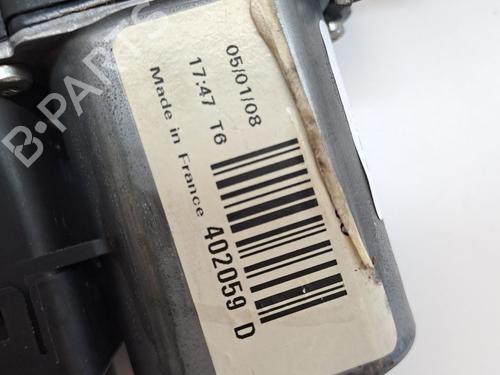 05/01/08
17:47 T6
Made in France 402059 D
B-PARTS